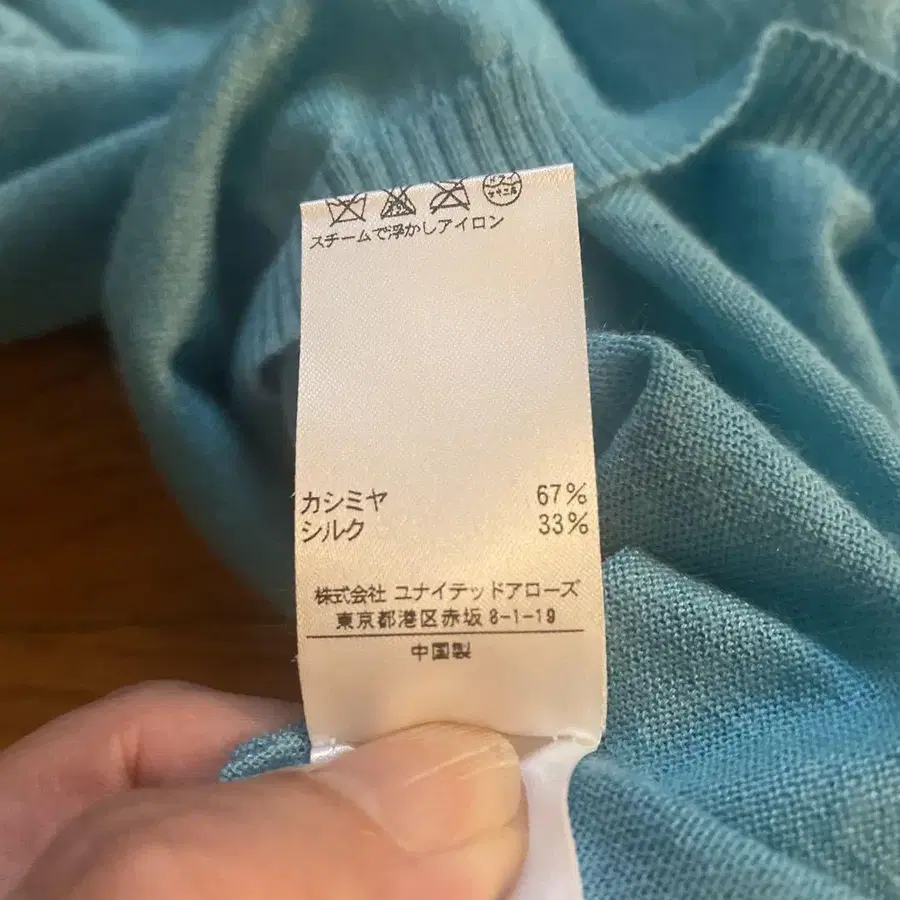 スチームで浮かしアイロン
カシミヤ 67%
シルク 33%
株式会社 ユナイテッドアローズ
東京都港区赤坂 8-1-19
中国製